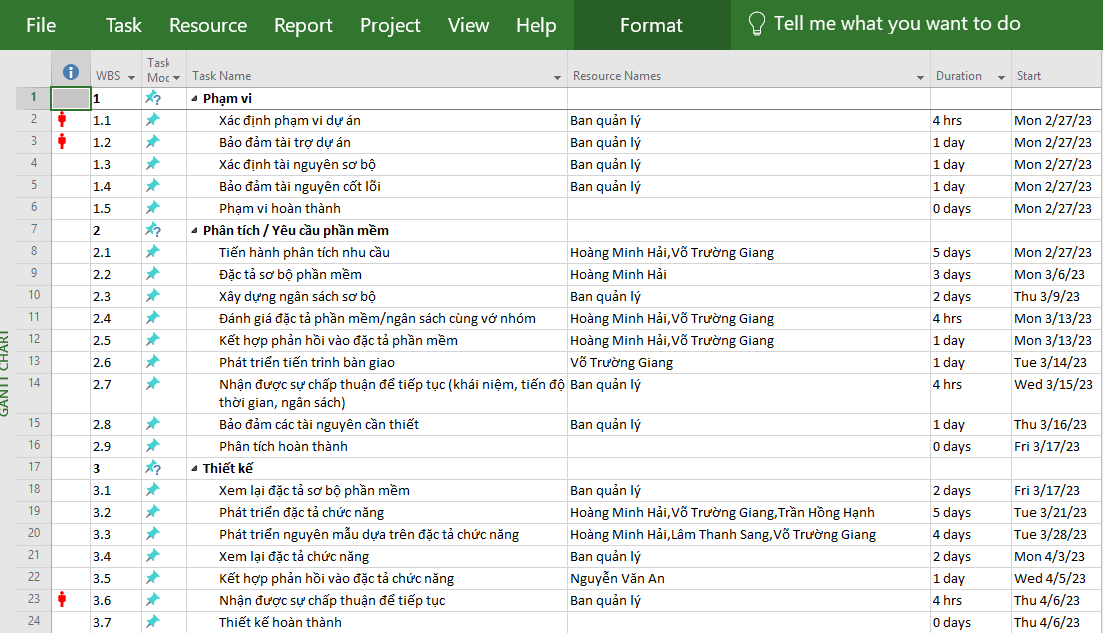 File Task Resource Report Project View Help Format Tell me what you want to do
WBS Task Mod Task Name Resource Names Duration Start
1 1 Phạm vi
2 1.1 Xác định phạm vi dự án Ban quản lý 4 hrs Mon 2/27/23
3 1.2 Bảo đảm tài trợ dự án Ban quản lý 1 day Mon 2/27/23
4 1.3 Xác định tài nguyên sơ bộ Ban quản lý 1 day Mon 2/27/23
5 1.4 Bảo đảm tài nguyên cốt lõi Ban quản lý 1 day Mon 2/27/23
6 1.5 Phạm vi hoàn thành 0 days Mon 2/27/23
7 2 Phân tích / Yêu cầu phần mềm
8 2.1 Tiến hành phân tích nhu cầu Hoàng Minh Hải,Võ Trường Giang 5 days Mon 2/27/23
9 2.2 Đặc tả sơ bộ phần mềm Hoàng Minh Hải 3 days Mon 3/6/23
10 2.3 Xây dựng ngân sách sơ bộ Ban quản lý 2 days Thu 3/9/23
11 2.4 Đánh giá đặc tả phần mềm/ngân sách cùng vớ nhóm Hoàng Minh Hải,Võ Trường Giang 4 hrs Mon 3/13/23
12 2.5 Kết hợp phản hồi vào đặc tả phần mềm Hoàng Minh Hải,Võ Trường Giang 1 day Mon 3/13/23
13 2.6 Phát triển tiến trình bàn giao Võ Trường Giang 1 day Tue 3/14/23
14 2.7 Nhận được sự chấp thuận để tiếp tục (khái niệm, tiến độ Ban quản lý 4 hrs Wed 3/15/23
thời gian, ngân sách)
15 2.8 Bảo đảm các tài nguyên cần thiết Ban quản lý 1 day Thu 3/16/23
16 2.9 Phân tích hoàn thành 0 days Fri 3/17/23
17 3 Thiết kế
18 3.1 Xem lại đặc tả sơ bộ phần mềm Ban quản lý 2 days Fri 3/17/23
19 3.2 Phát triển đặc tả chức năng Hoàng Minh Hải,Võ Trường Giang,Trần Hồng Hạnh 5 days Tue 3/21/23
20 3.3 Phát triển nguyên mẫu dựa trên đặc tả chức năng Hoàng Minh Hải,Lâm Thanh Sang,Võ Trường Giang 4 days Tue 3/28/23
21 3.4 Xem lại đặc tả chức năng Ban quản lý 2 days Mon 4/3/23
22 3.5 Kết hợp phản hồi vào đặc tả chức năng Nguyễn Văn An 1 day Wed 4/5/23
23 3.6 Nhận được sự chấp thuận để tiếp tục Ban quản lý 4 hrs Thu 4/6/23
24 3.7 Thiết kế hoàn thành 0 days Thu 4/6/23
GANTT CHART